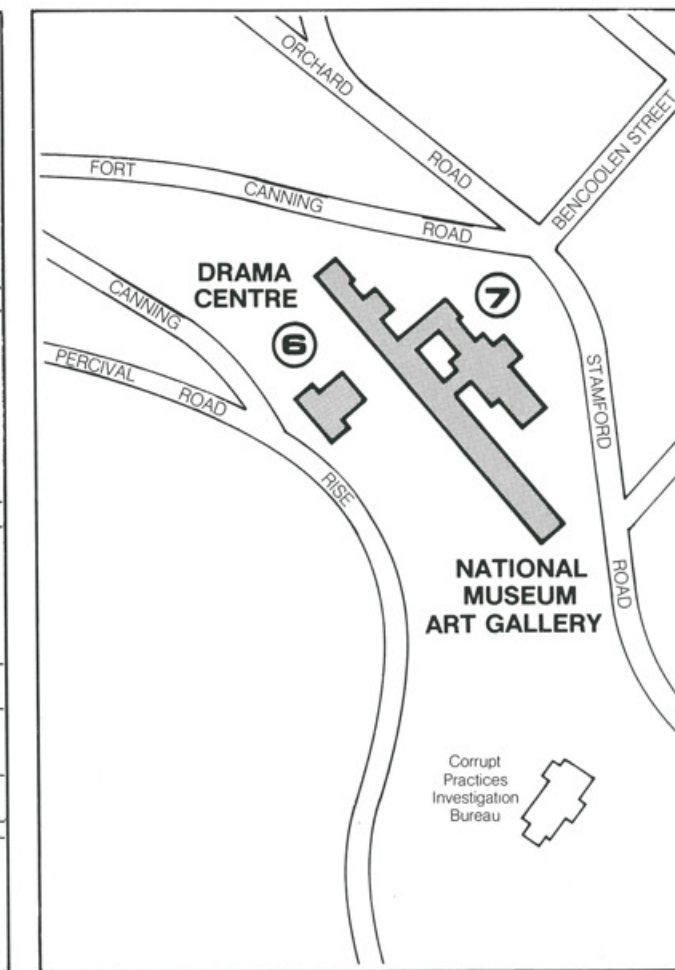 ORCHARD
ROAD
BENCOOLEN STREET
FORT
CANNING
ROAD
DRAMA
CENTRE
7
6
CANNING
PERCIVAL
ROAD
RISE
STAMFORD
ROAD
NATIONAL
MUSEUM
ART GALLERY
Corrupt
Practices
Investigation
Bureau